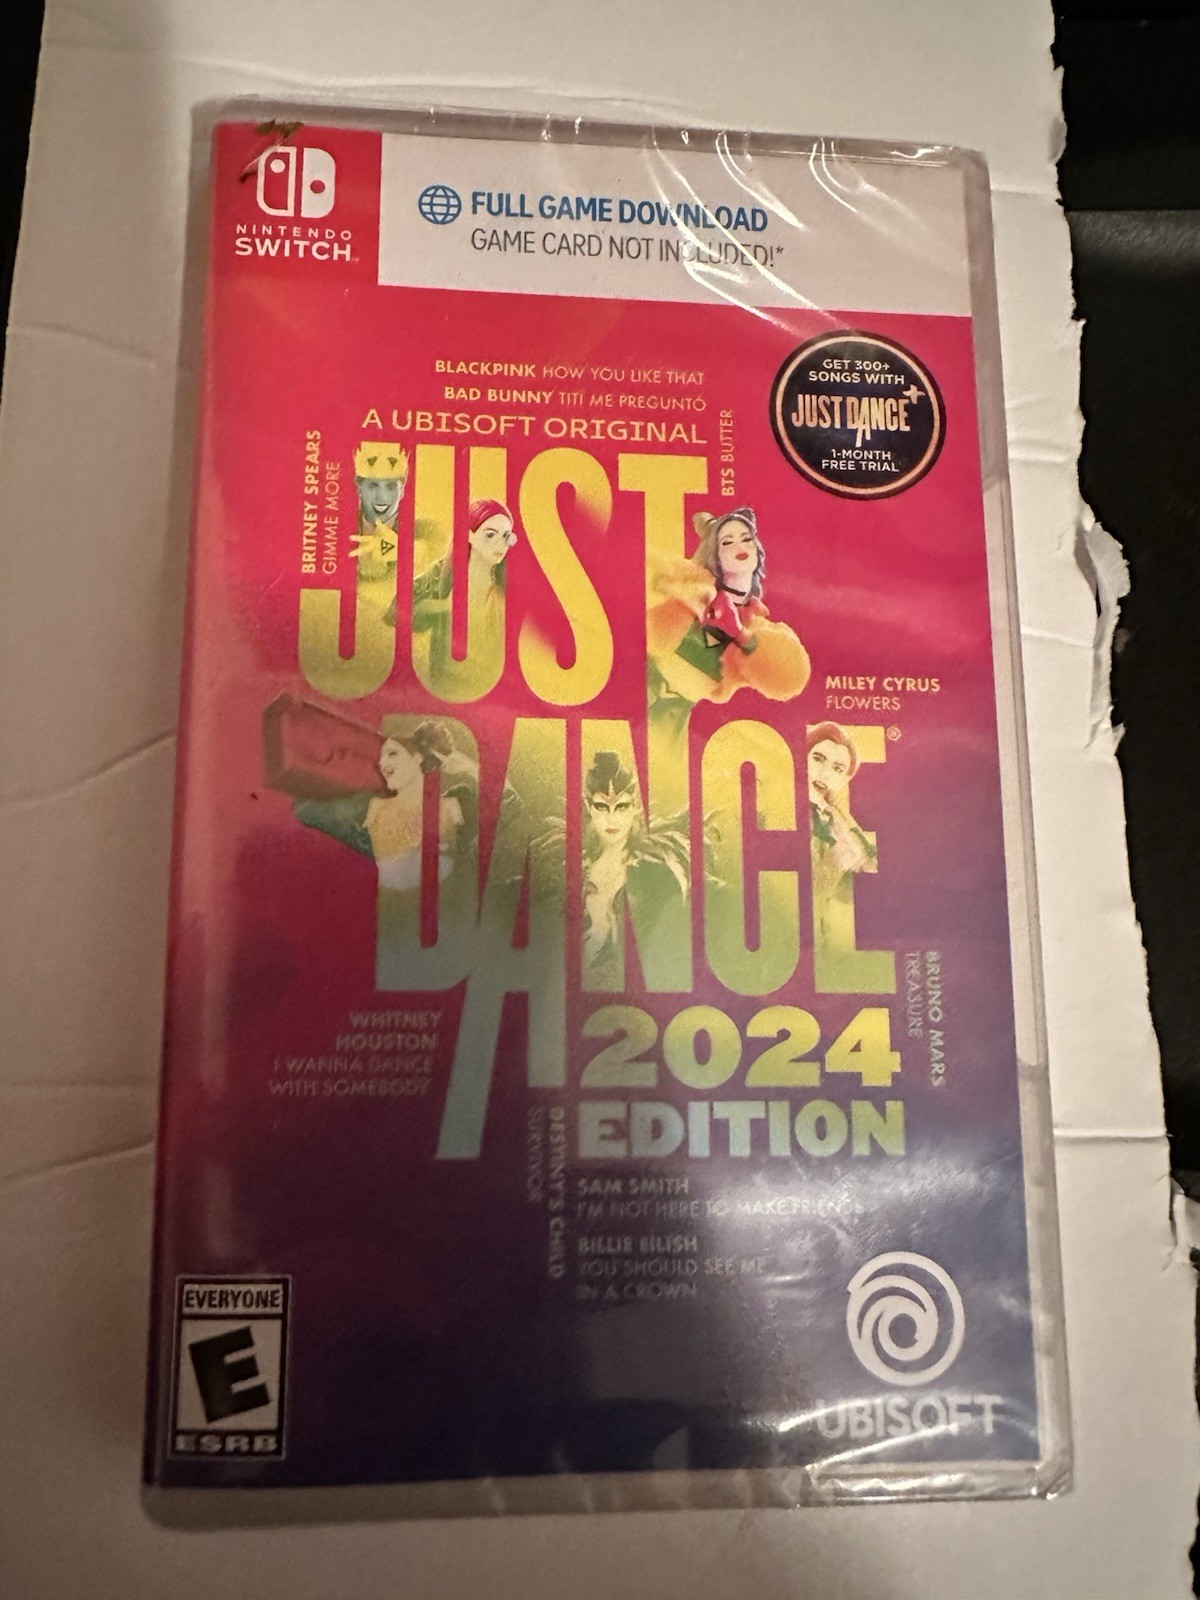 NINTENDO
SWITCH
FULL GAME DOWNLOAD
GAME CARD NOT INCLUDED!*
GET 300+
SONGS WITH
JUST DANCE+
1-MONTH
FREE TRIAL
BLACKPINK HOW YOU LIKE THAT
BAD BUNNY TITÍ ME PREGUNTÓ
A UBISOFT ORIGINAL
BRITNEY SPEARS
GIMME MORE
BTS BUTTER
JUST
MILEY CYRUS
FLOWERS
DANCE®
BRUNO MARS
TREASURE
WHITNEY
HOUSTON
I WANNA DANCE
WITH SOMEBODY
2024
EDITION
DESTINY'S CHILD
SURVIVOR
SAM SMITH
I'M NOT HERE TO MAKE FRIENDS
BILLIE EILISH
YOU SHOULD SEE ME
IN A CROWN
EVERYONE
E
ESRB
UBISOFT